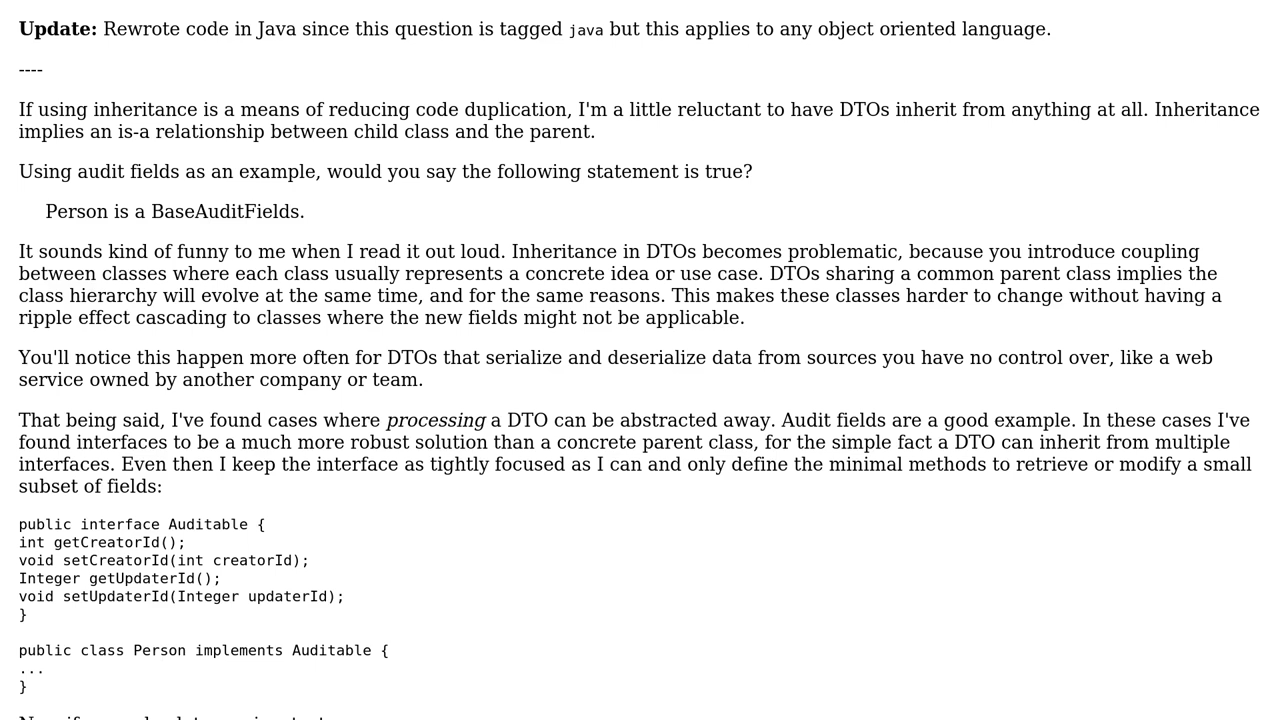 Update: Rewrote code in Java since this question is tagged java but this applies to any object oriented language.
----
If using inheritance is a means of reducing code duplication, I'm a little reluctant to have DTOs inherit from anything at all. Inheritance
implies an is-a relationship between child class and the parent.
Using audit fields as an example, would you say the following statement is true?
Person is a BaseAuditFields.
It sounds kind of funny to me when I read it out loud. Inheritance in DTOs becomes problematic, because you introduce coupling
between classes where each class usually represents a concrete idea or use case. DTOs sharing a common parent class implies the
class hierarchy will evolve at the same time, and for the same reasons. This makes these classes harder to change without having a
ripple effect cascading to classes where the new fields might not be applicable.
You'll notice this happen more often for DTOs that serialize and deserialize data from sources you have no control over, like a web
service owned by another company or team.
That being said, I've found cases where processing a DTO can be abstracted away. Audit fields are a good example. In these cases I've
found interfaces to be a much more robust solution than a concrete parent class, for the simple fact a DTO can inherit from multiple
interfaces. Even then I keep the interface as tightly focused as I can and only define the minimal methods to retrieve or modify a small
subset of fields:
public interface Auditable {
int getCreatorId();
void setCreatorId(int creatorId);
Integer getUpdaterId();
void setUpdaterId(Integer updaterId);
}
public class Person implements Auditable {
...
}